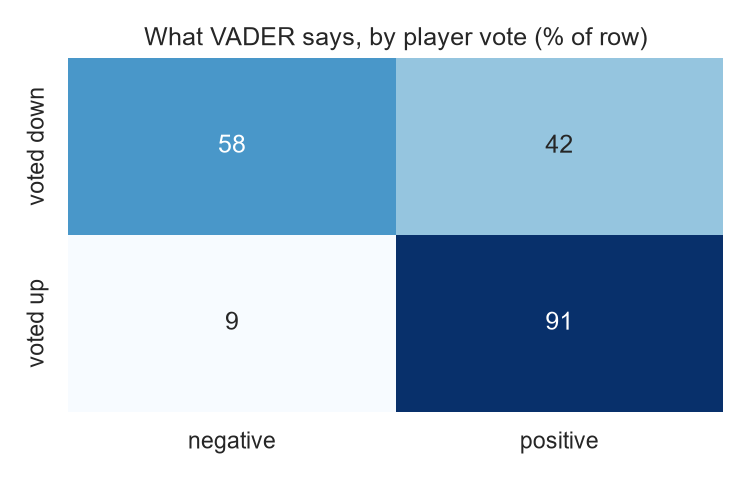 What VADER says, by player vote (% of row)
voted down
58
42
voted up
9
91
negative
positive